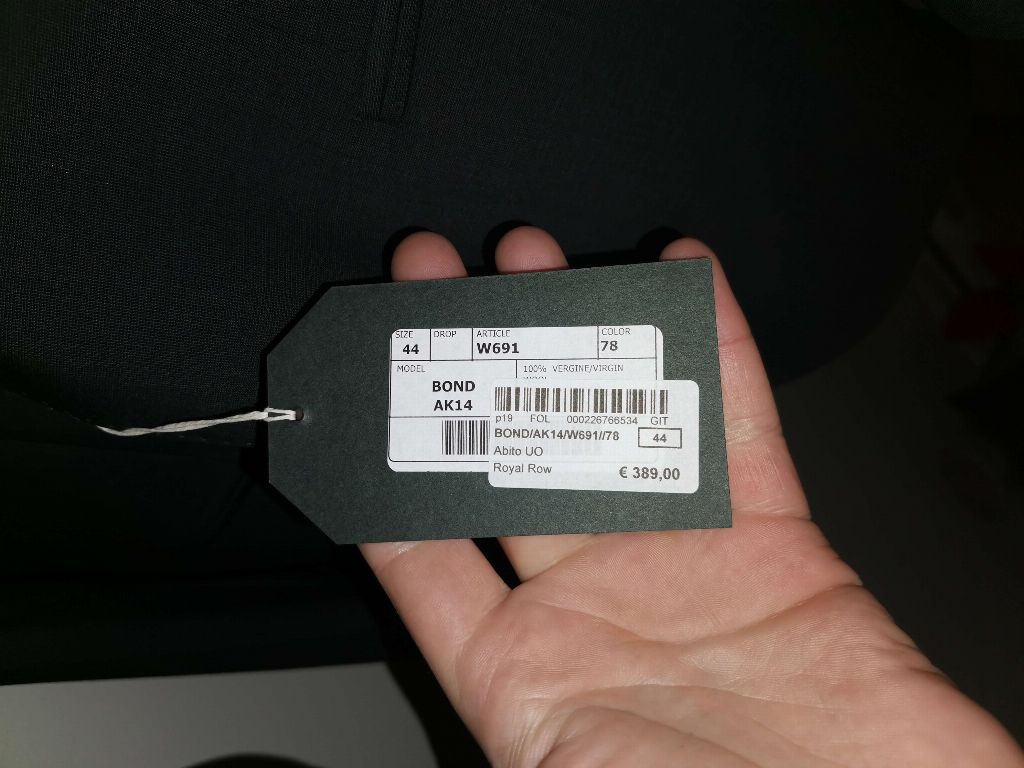 SIZE DROP ARTICLE COLOR
44 W691 78
MODEL 100% VERGINE/VIRGIN
BOND
AK14
p19 FOL 000226766534 GIT
BOND/AK14/W691//78 44
Abito UO
Royal Row € 389,00